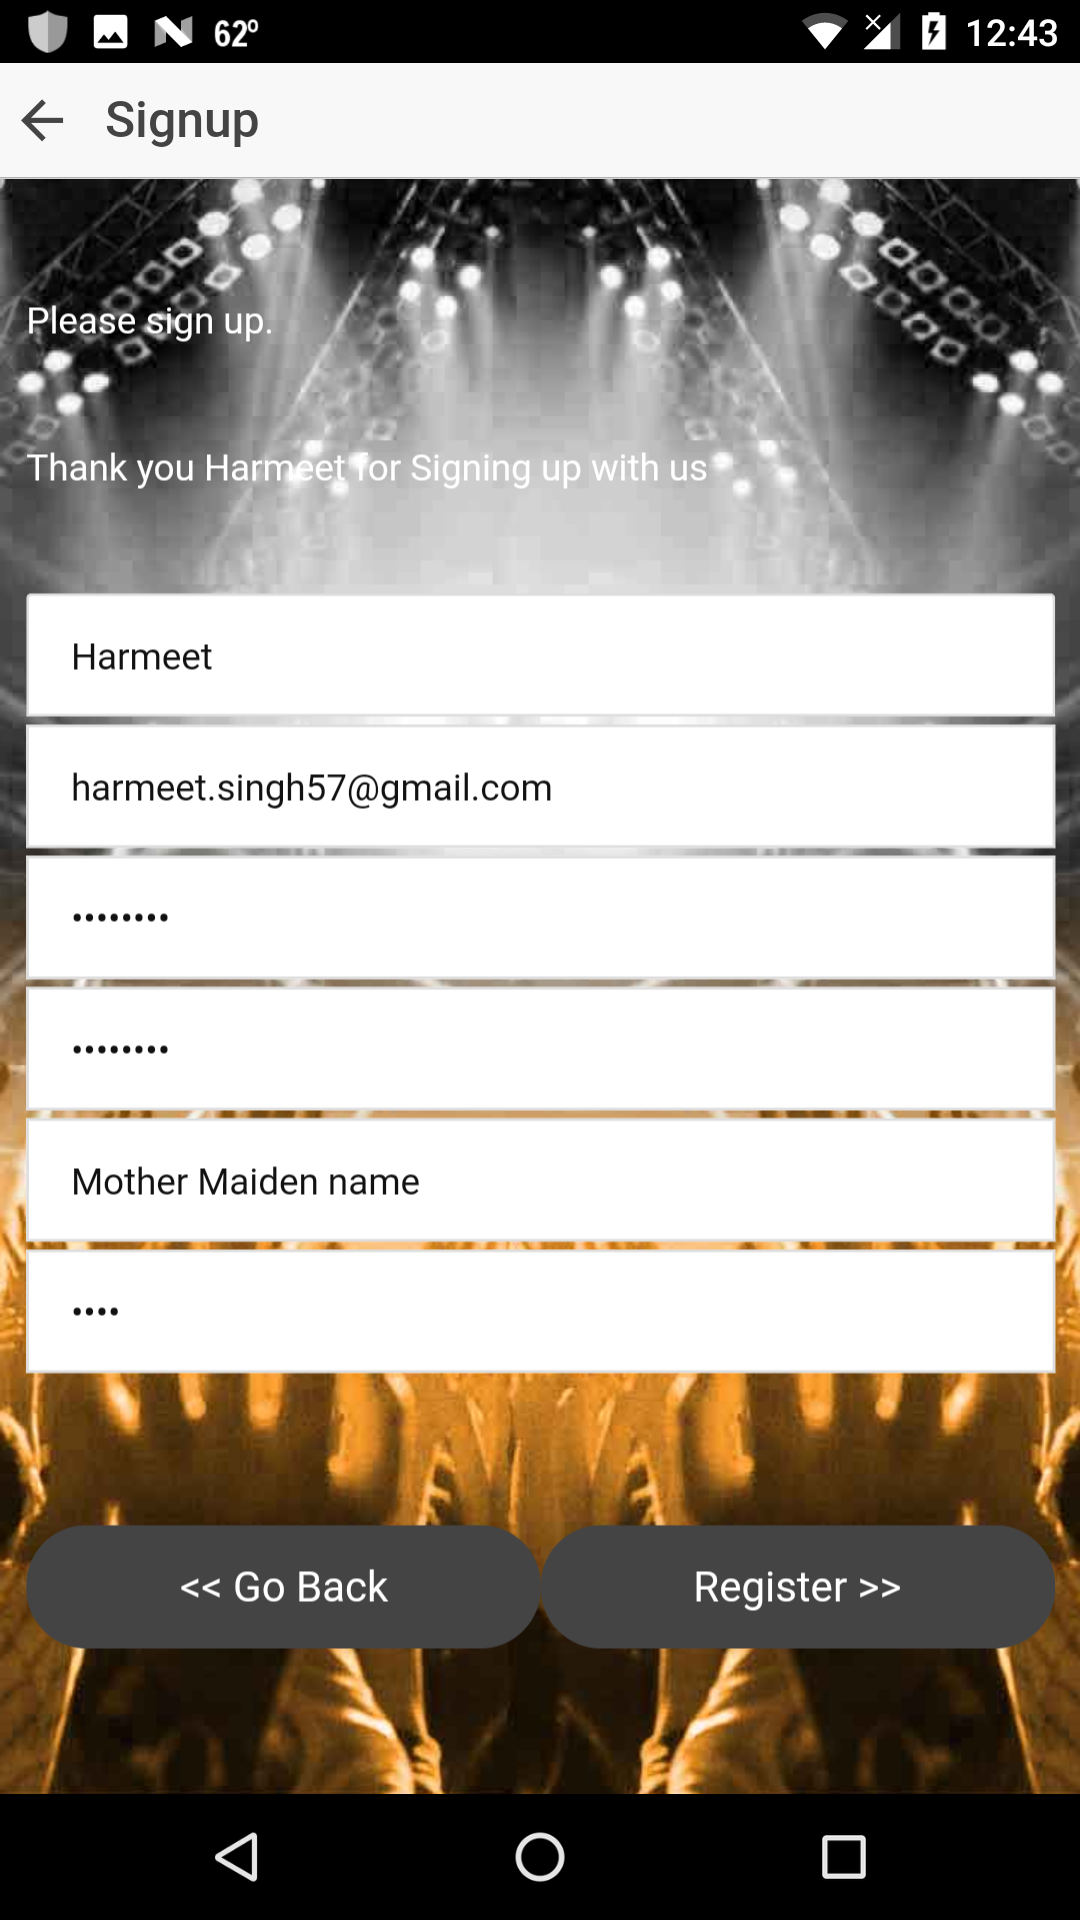 62º 12:43
Signup
Please sign up.
Thank you Harmeet for Signing up with us
Harmeet
harmeet.singh57@gmail.com
••••••••
••••••••
Mother Maiden name
••••
<< Go Back Register >>